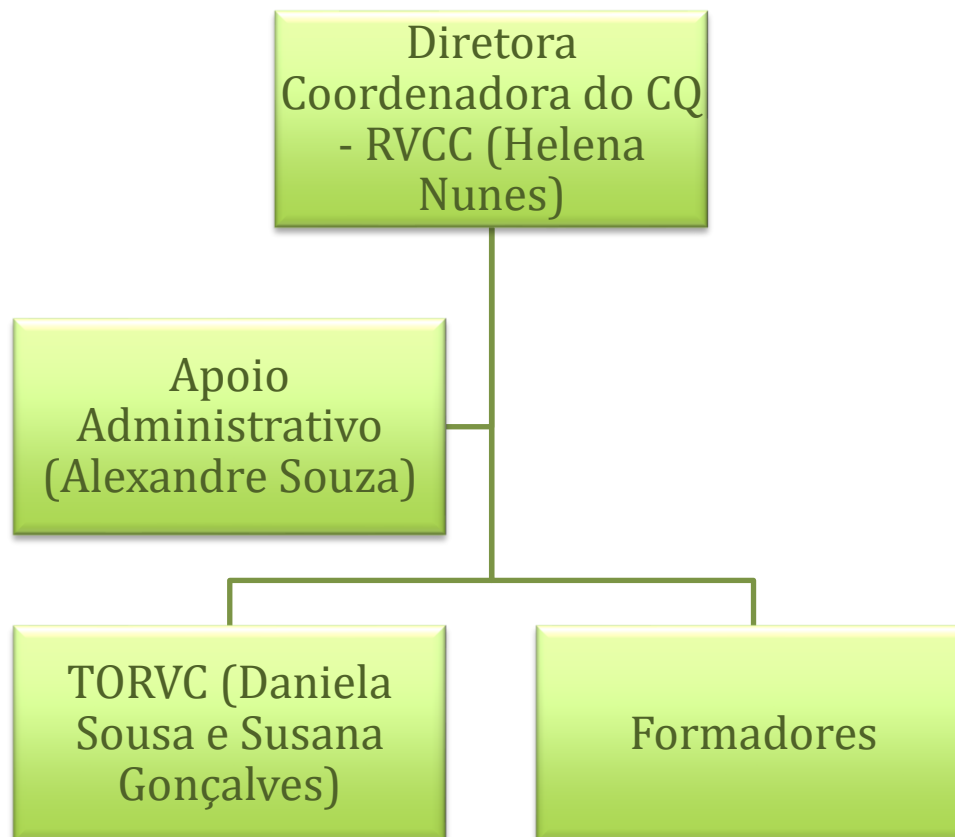 Diretora
Coordenadora do CQ
- RVCC (Helena
Nunes)
Apoio
Administrativo
(Alexandre Souza)
TORVC (Daniela
Sousa e Susana
Gonçalves)
Formadores